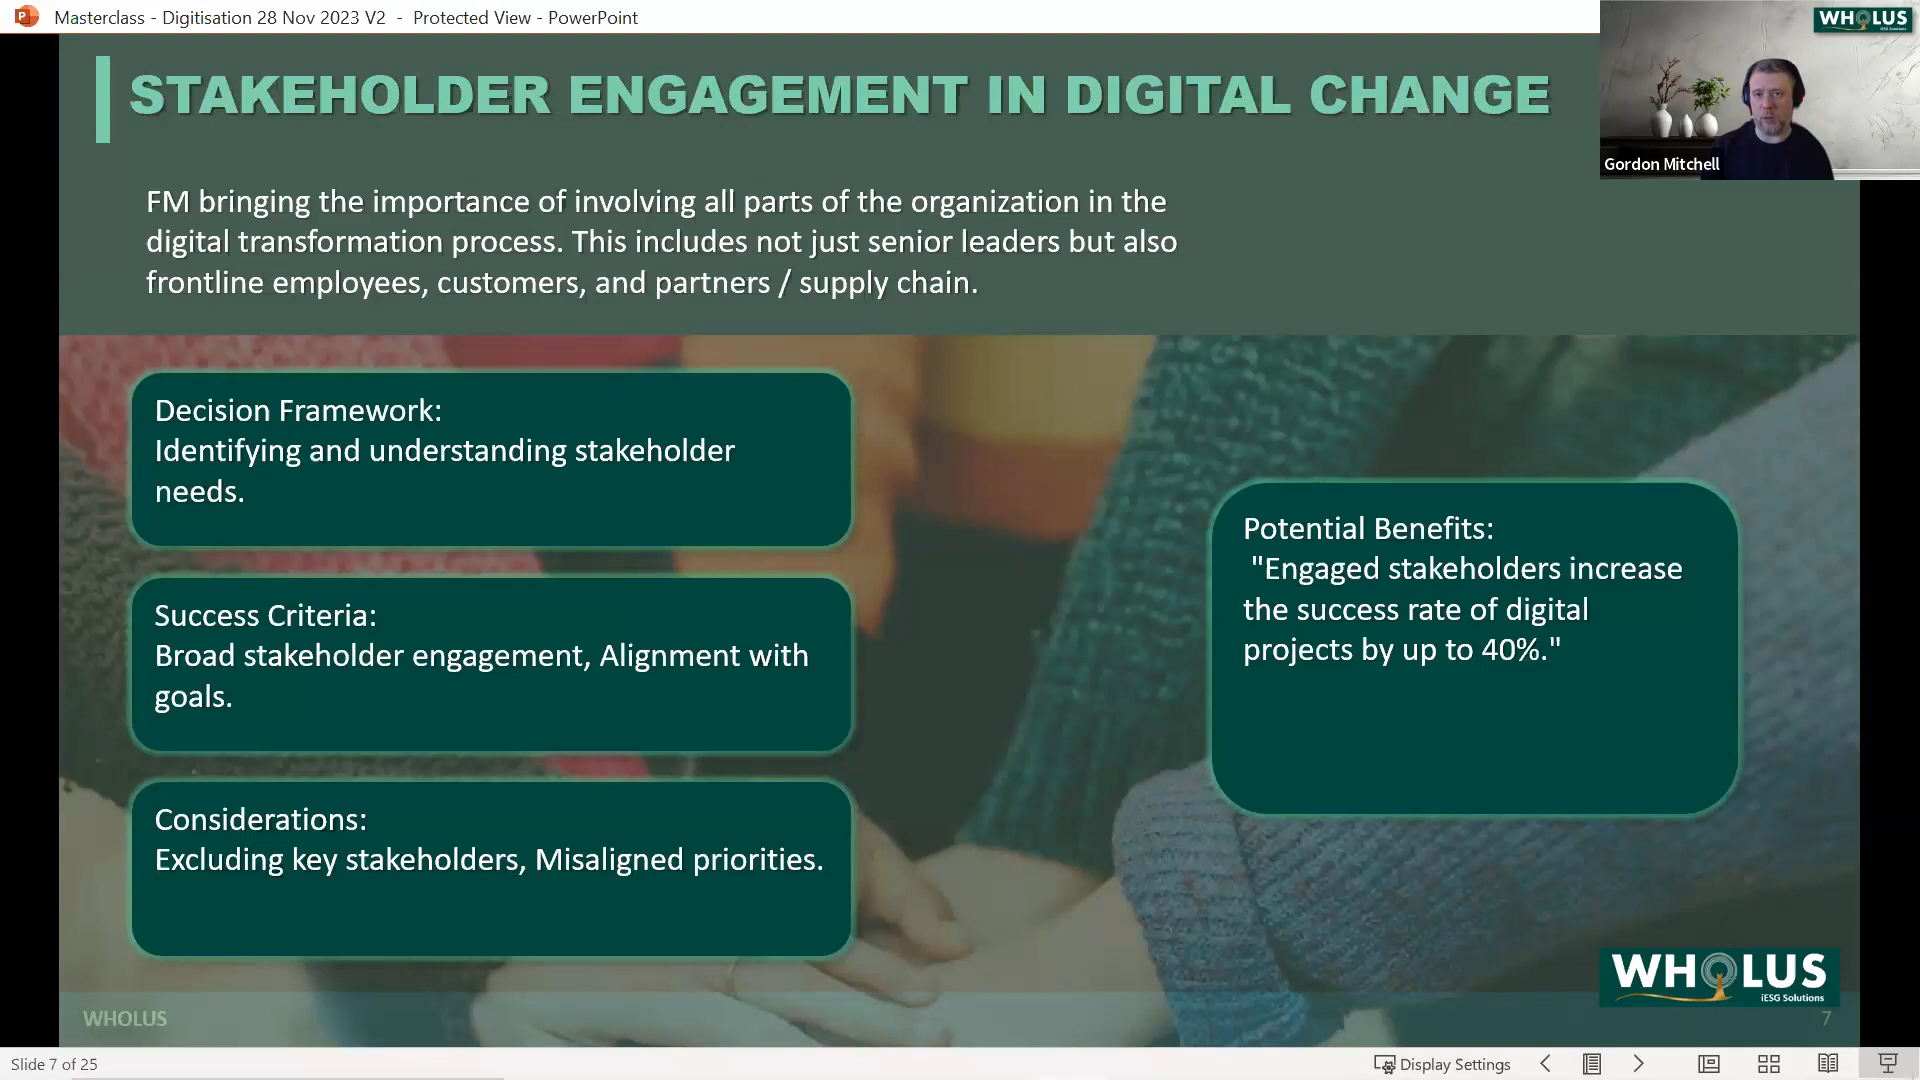 Masterclass - Digitisation 28 Nov 2023 V2 - Protected View - PowerPoint
WHOLUS
iESG Solutions
Gordon Mitchell
STAKEHOLDER ENGAGEMENT IN DIGITAL CHANGE
FM bringing the importance of involving all parts of the organization in the
digital transformation process. This includes not just senior leaders but also
frontline employees, customers, and partners / supply chain.
Decision Framework:
Identifying and understanding stakeholder
needs.
Success Criteria:
Broad stakeholder engagement, Alignment with
goals.
Considerations:
Excluding key stakeholders, Misaligned priorities.
Potential Benefits:
"Engaged stakeholders increase
the success rate of digital
projects by up to 40%."
WHOLUS
iESG Solutions
WHOLUS
7
Slide 7 of 25
Display Settings